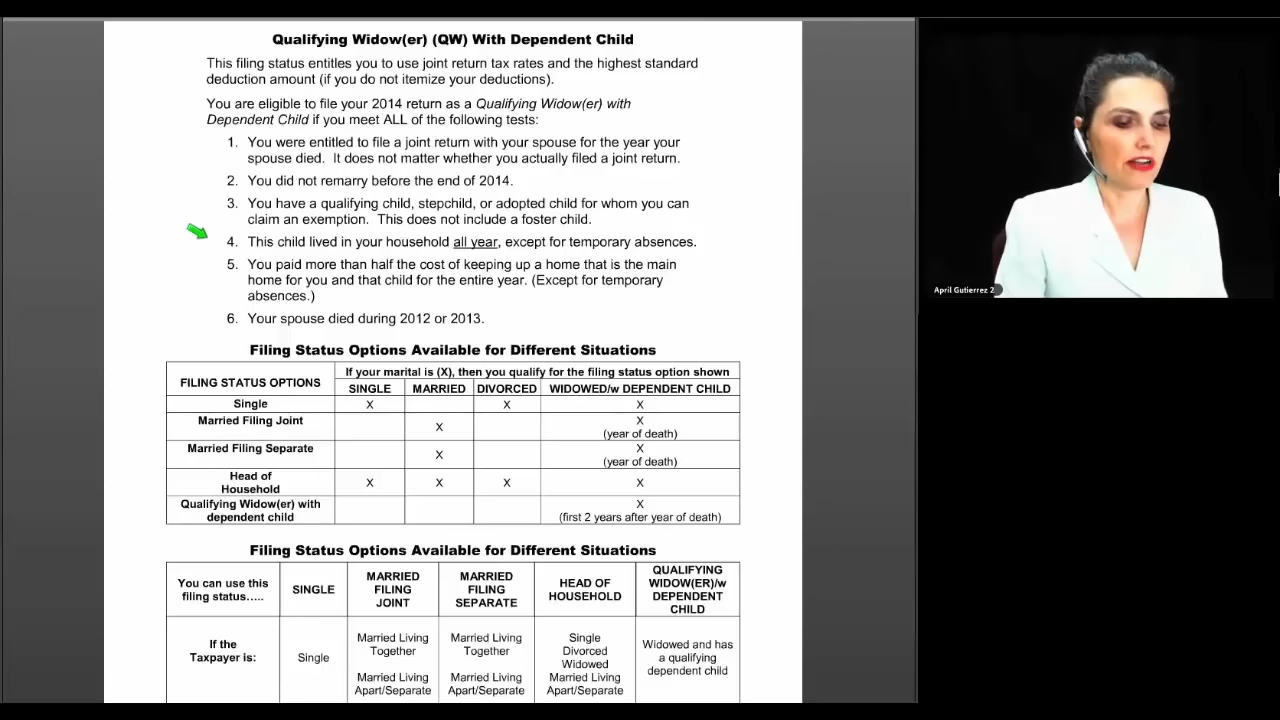 Qualifying Widow(er) (QW) With Dependent Child
This filing status entitles you to use joint return tax rates and the highest standard
deduction amount (if you do not itemize your deductions).
You are eligible to file your 2014 return as a Qualifying Widow(er) with
Dependent Child if you meet ALL of the following tests:
1. You were entitled to file a joint return with your spouse for the year your
spouse died. It does not matter whether you actually filed a joint return.
2. You did not remarry before the end of 2014.
3. You have a qualifying child, stepchild, or adopted child for whom you can
claim an exemption. This does not include a foster child.
4. This child lived in your household all year, except for temporary absences.
5. You paid more than half the cost of keeping up a home that is the main
home for you and that child for the entire year. (Except for temporary
absences.)
6. Your spouse died during 2012 or 2013.
Filing Status Options Available for Different Situations
FILING STATUS OPTIONS
If your marital is (X), then you qualify for the filing status option shown
SINGLE MARRIED DIVORCED WIDOWED/w DEPENDENT CHILD
Single X X X
Married Filing Joint X X
(year of death)
Married Filing Separate X X
(year of death)
Head of
Household X X X X
Qualifying Widow(er) with
dependent child
X
(first 2 years after year of death)
Filing Status Options Available for Different Situations
You can use this
filing status…..
SINGLE
MARRIED
FILING
JOINT
MARRIED
FILING
SEPARATE
HEAD OF
HOUSEHOLD
QUALIFYING
WIDOW(ER)/w
DEPENDENT
CHILD
If the
Taxpayer is:
Single
Married Living
Together
Married Living
Apart/Separate
Married Living
Together
Married Living
Apart/Separate
Single
Divorced
Widowed
Married Living
Apart/Separate
Widowed and has
a qualifying
dependent child
April Gutierrez 2